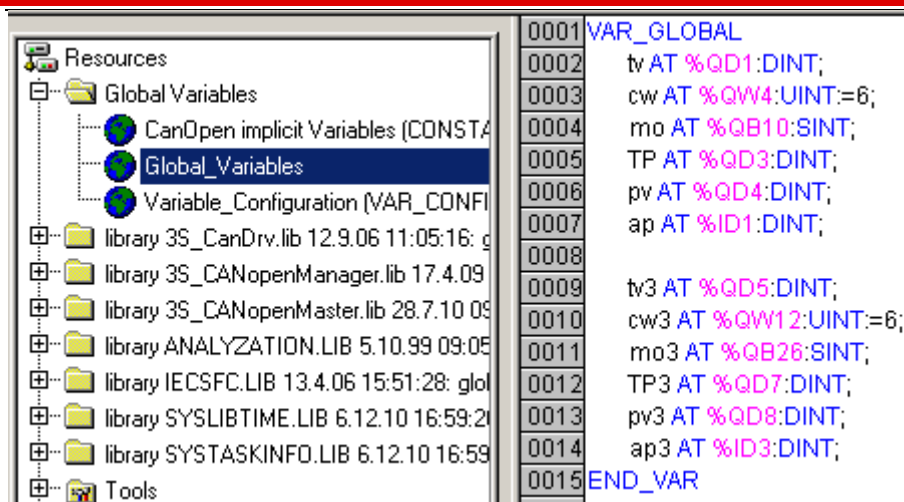 Resources
Global Variables
CanOpen implicit Variables (CONSTA
Global_Variables
Variable_Configuration (VAR_CONFI
library 3S_CanDrv.lib 12.9.06 11:05:16: g
library 3S_CANopenManager.lib 17.4.09
library 3S_CANopenMaster.lib 28.7.10 09
library ANALYZATION.LIB 5.10.99 09:05
library IECSFC.LIB 13.4.06 15:51:28: glol
library SYSLIBTIME.LIB 6.12.10 16:59:2
library SYSTASKINFO.LIB 6.12.10 16:59
Tools
0001 VAR_GLOBAL
0002 tv AT %QD1:DINT;
0003 cw AT %QW4:UINT:=6;
0004 mo AT %QB10:SINT;
0005 TP AT %QD3:DINT;
0006 pv AT %QD4:DINT;
0007 ap AT %ID1:DINT;
0008
0009 tv3 AT %QD5:DINT;
0010 cw3 AT %QW12:UINT:=6;
0011 mo3 AT %QB26:SINT;
0012 TP3 AT %QD7:DINT;
0013 pv3 AT %QD8:DINT;
0014 ap3 AT %ID3:DINT;
0015 END_VAR